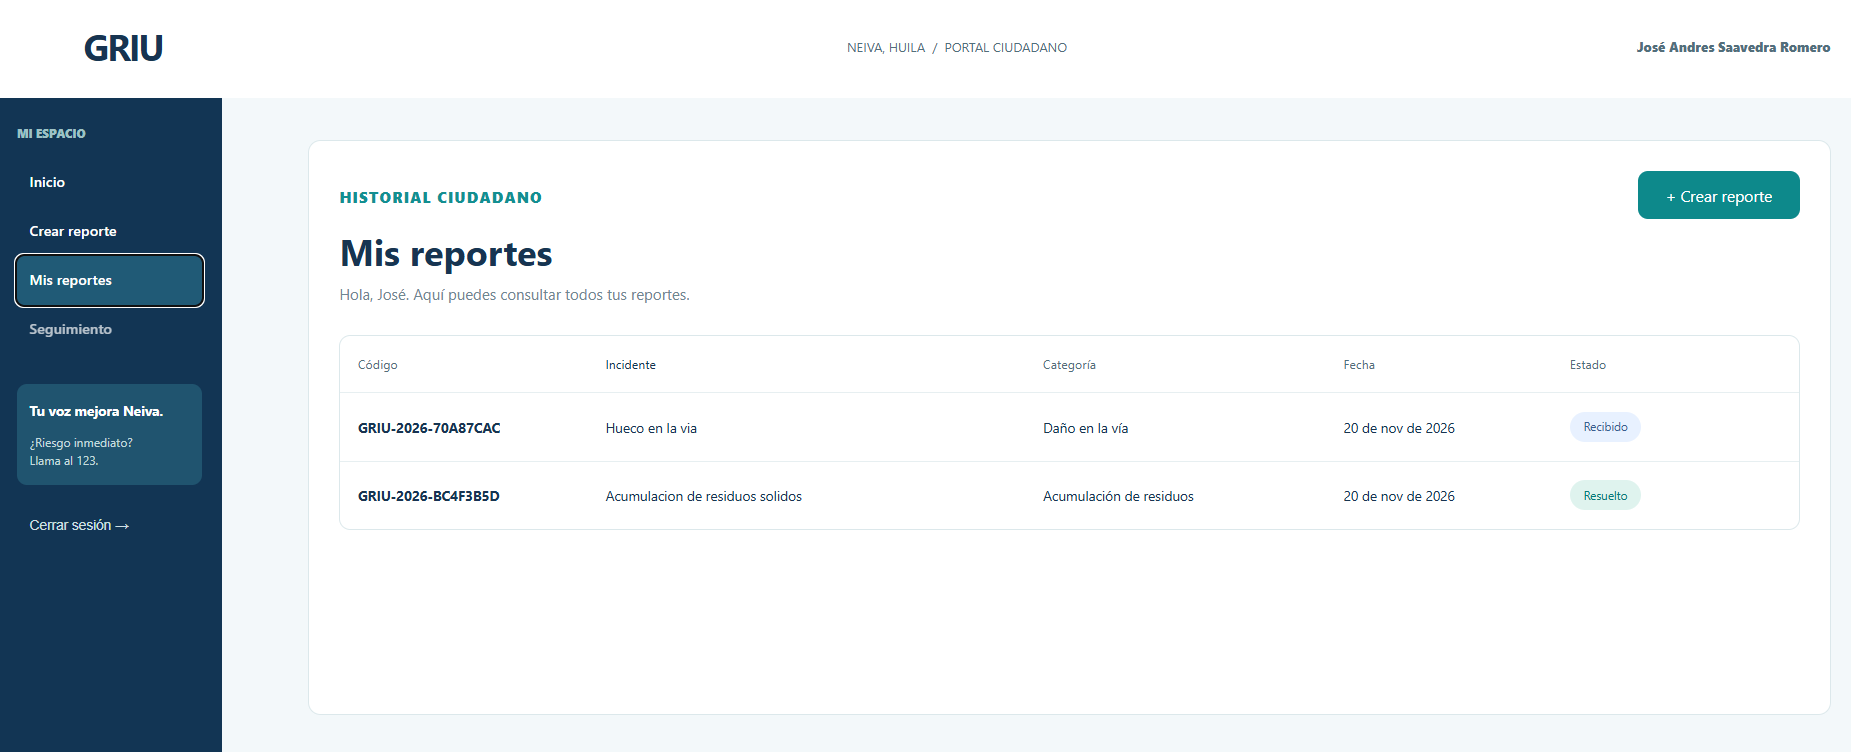 GRIU
NEIVA, HUILA / PORTAL CIUDADANO
José Andres Saavedra Romero
MI ESPACIO
Inicio
Crear reporte
Mis reportes
Seguimiento
Tu voz mejora Neiva.
¿Riesgo inmediato?
Llama al 123.
Cerrar sesión →
HISTORIAL CIUDADANO
+ Crear reporte
Mis reportes
Hola, José. Aquí puedes consultar todos tus reportes.
Código Incidente Categoría Fecha Estado
GRIU-2026-70A87CAC Hueco en la via Daño en la vía 20 de nov de 2026 Recibido
GRIU-2026-BC4F3B5D Acumulacion de residuos solidos Acumulación de residuos 20 de nov de 2026 Resuelto